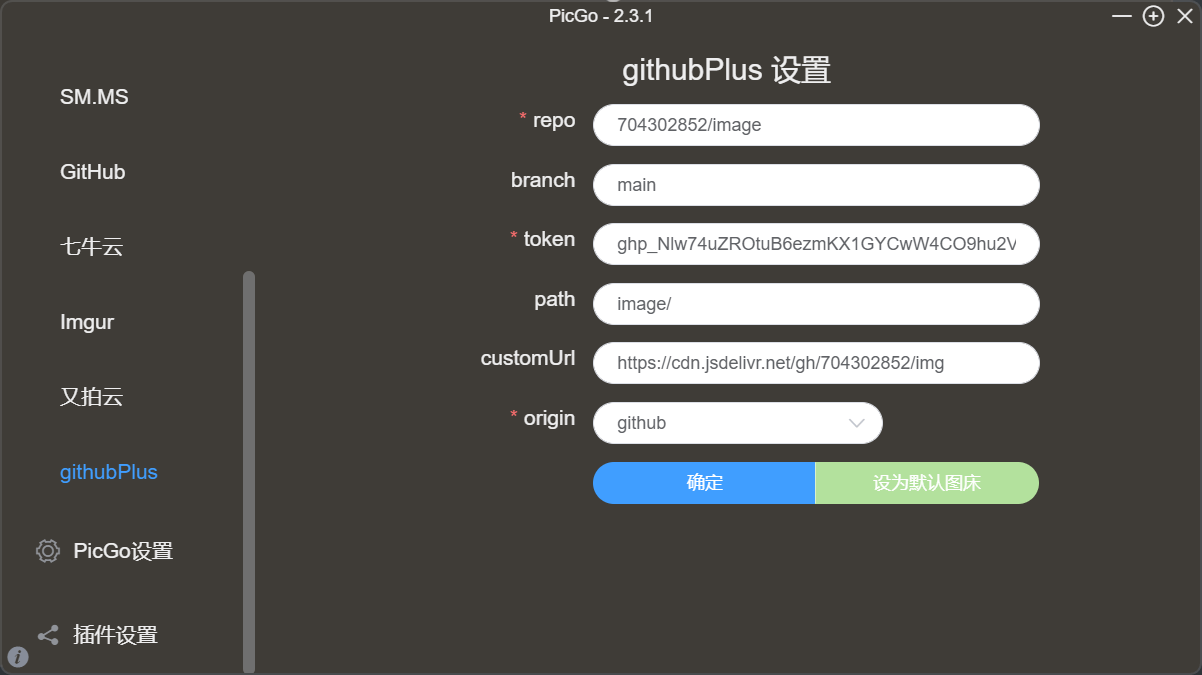 PicGo - 2.3.1
githubPlus 设置
SM.MS
GitHub
七牛云
Imgur
又拍云
githubPlus
PicGo设置
插件设置
* repo
704302852/image
branch
main
* token
ghp_Nlw74uZROtuB6ezmKX1GYCwW4CO9hu2V
path
image/
customUrl
https://cdn.jsdelivr.net/gh/704302852/img
* origin
github
确定
设为默认图床